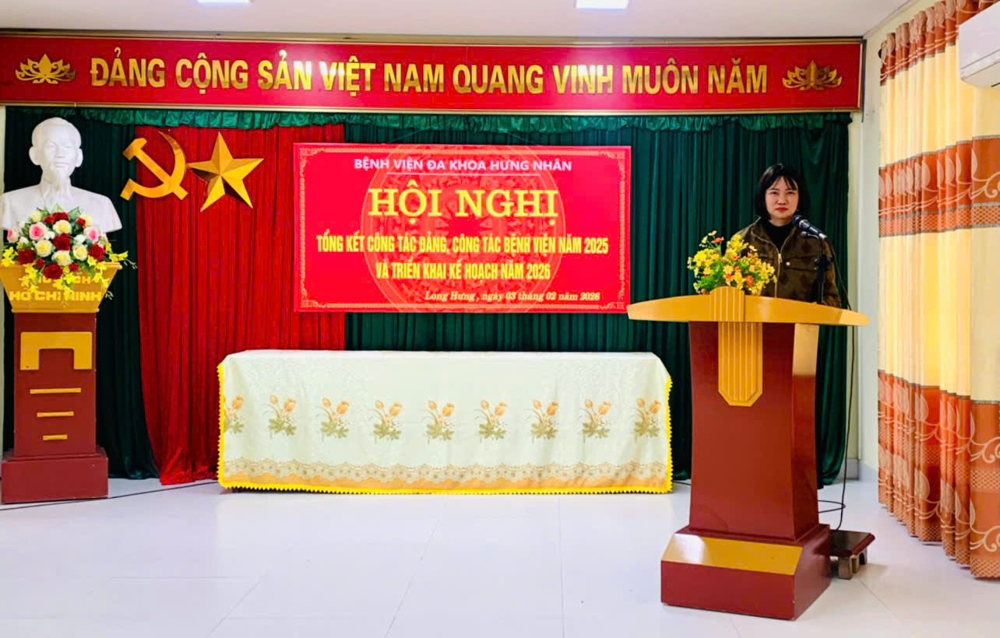 ĐẢNG CỘNG SẢN VIỆT NAM QUANG VINH MUÔN NĂM
BỆNH VIỆN ĐA KHOA HƯNG NHÂN
HỘI NGHỊ
TỔNG KẾT CÔNG TÁC ĐẢNG, CÔNG TÁC BỆNH VIỆN NĂM 2025
VÀ TRIỂN KHAI KẾ HOẠCH NĂM 2026
Long Hưng, ngày 03 tháng 02 năm 2026
HỒ CHÍ MINH